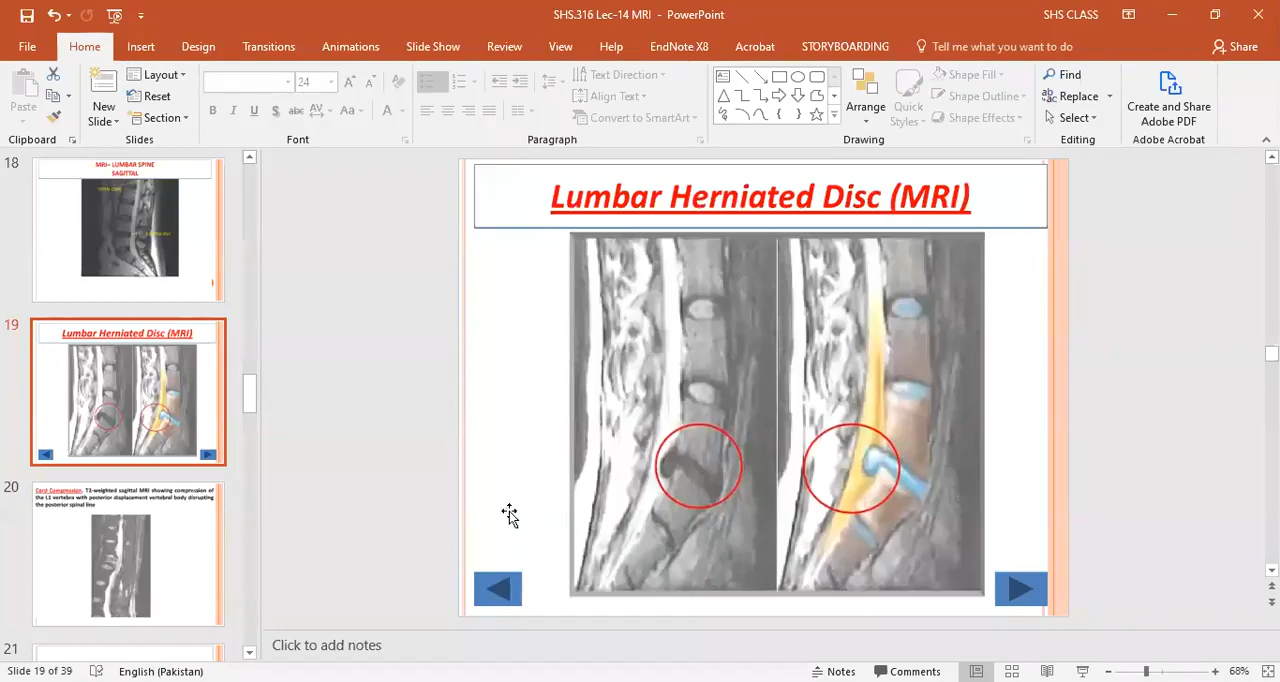 SHS.316 Lec-14 MRI - PowerPoint
SHS CLASS
File Home Insert Design Transitions Animations Slide Show Review View Help EndNote X8 Acrobat STORYBOARDING Tell me what you want to do Share
Paste
Clipboard
New
Slide
Layout
Reset
Section
Slides
24
B I U S abc AV Aa A
Font
Text Direction
Align Text
Convert to SmartArt
Paragraph
Arrange
Quick
Styles
Shape Fill
Shape Outline
Shape Effects
Drawing
Find
Replace
Select
Editing
Create and Share
Adobe PDF
Adobe Acrobat
18
MRI- LUMBAR SPINE
SAGITTAL
19
Lumbar Herniated Disc (MRI)
20
Cord Compression. T2-weighted sagittal MRI showing compression of
the L1 vertebra with posterior displacement vertebral body disrupting
the posterior spinal line
21
Lumbar Herniated Disc (MRI)
Click to add notes
Slide 19 of 39
English (Pakistan)
Notes
Comments
68%